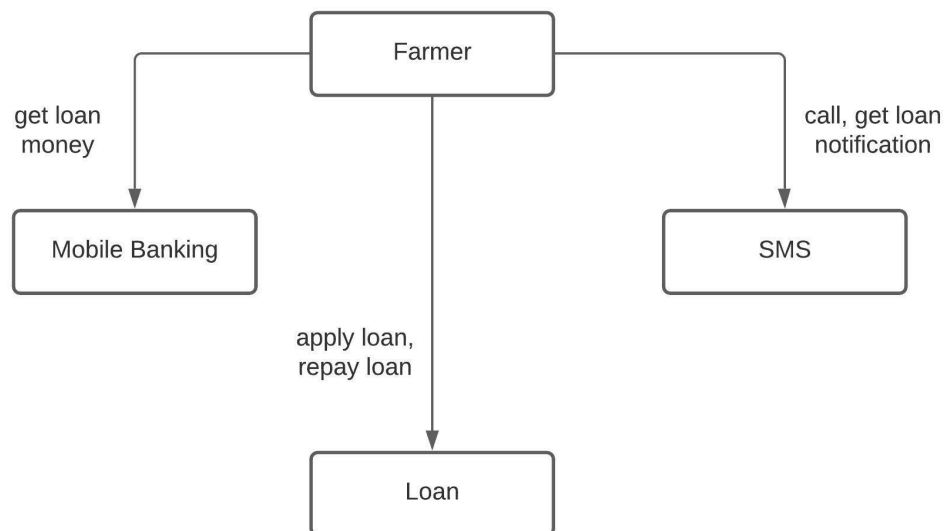 Farmer
get loan
money
call, get loan
notification
Mobile Banking
SMS
apply loan,
repay loan
Loan